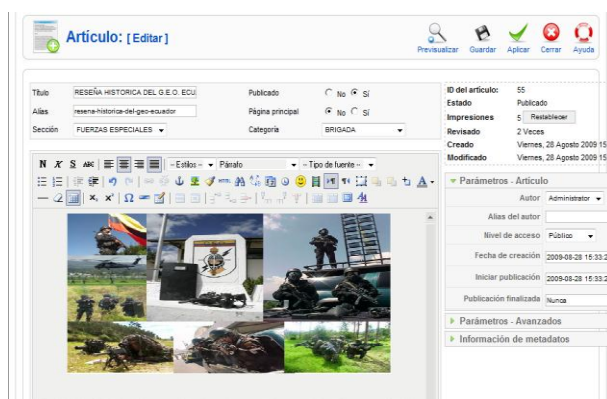 Artículo: [ Editar ]
Previsualizar Guardar Aplicar Cerrar Ayuda
Título RESEÑA HISTORICA DEL G.E.O. ECU Publicado No Sí
Alias resena-historica-del-geo-ecuador Página principal No Sí
Sección FUERZAS ESPECIALES Categoría BRIGADA
ID del artículo: 55
Estado Publicado
Impresiones 5 Restablecer
Revisado 2 Veces
Creado Viernes, 28 Agosto 2009 15
Modificado Viernes, 28 Agosto 2009 15
N X S ABC -- Estilos -- Párrafo -- Tipo de fuente --
Parámetros - Artículo
Autor Administrator
Alias del autor
Nivel de acceso Público
Fecha de creación 2009-08-28 15:33:2
Iniciar publicación 2009-08-28 15:33:2
Publicación finalizada Nunca
Parámetros - Avanzados
Información de metadatos